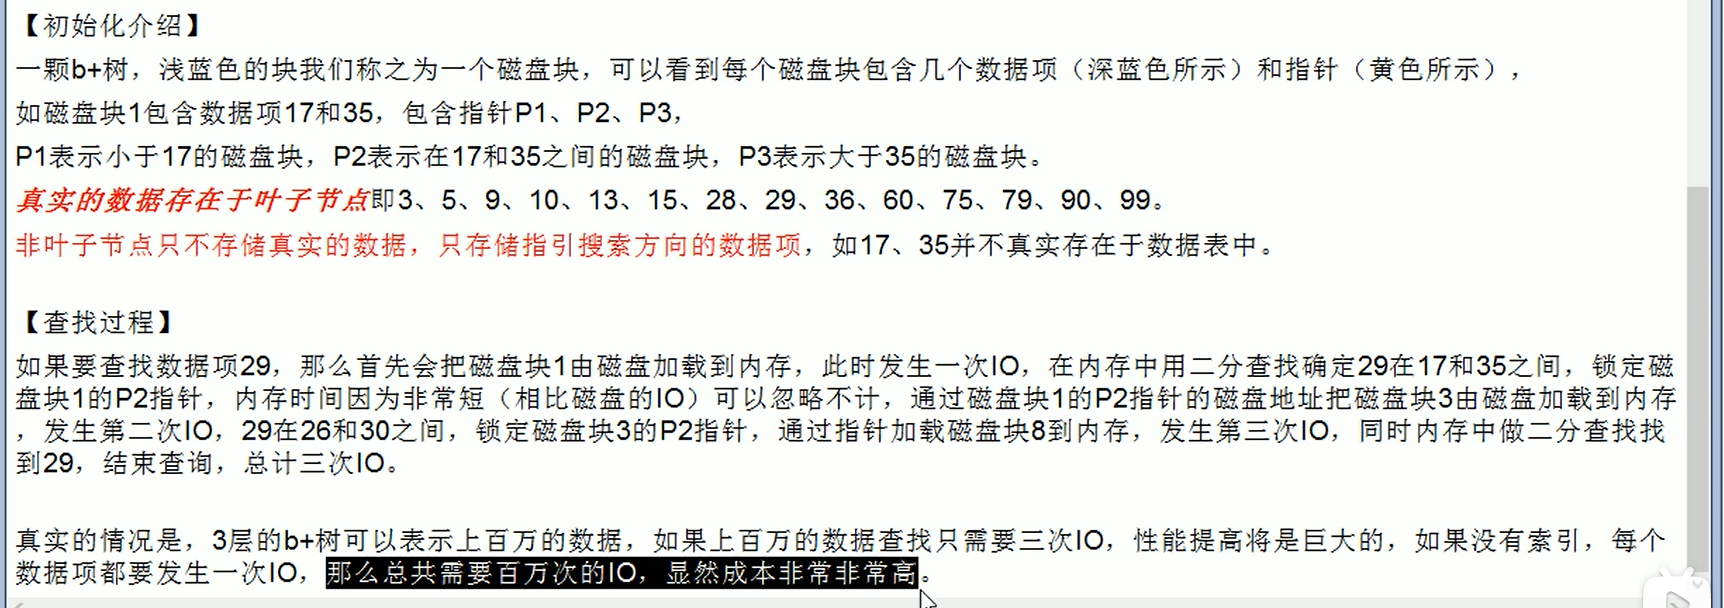 【初始化介绍】
一颗b+树，浅蓝色的块我们称之为一个磁盘块，可以看到每个磁盘块包含几个数据项（深蓝色所示）和指针（黄色所示），
如磁盘块1包含数据项17和35，包含指针P1、P2、P3，
P1表示小于17的磁盘块，P2表示在17和35之间的磁盘块，P3表示大于35的磁盘块。
真实的数据存在于叶子节点即3、5、9、10、13、15、28、29、36、60、75、79、90、99。
非叶子节点只不存储真实的数据，只存储指引搜索方向的数据项，如17、35并不真实存在于数据表中。
【查找过程】
如果要查找数据项29，那么首先会把磁盘块1由磁盘加载到内存，此时发生一次IO，在内存中用二分查找确定29在17和35之间，锁定磁
盘块1的P2指针，内存时间因为非常短（相比磁盘的IO）可以忽略不计，通过磁盘块1的P2指针的磁盘地址把磁盘块3由磁盘加载到内存
，发生第二次IO，29在26和30之间，锁定磁盘块3的P2指针，通过指针加载磁盘块8到内存，发生第三次IO，同时内存中做二分查找找
到29，结束查询，总计三次IO。
真实的情况是，3层的b+树可以表示上百万的数据，如果上百万的数据查找只需要三次IO，性能提高将是巨大的，如果没有索引，每个
数据项都要发生一次IO，那么总共需要百万次的IO，显然成本非常非常高。